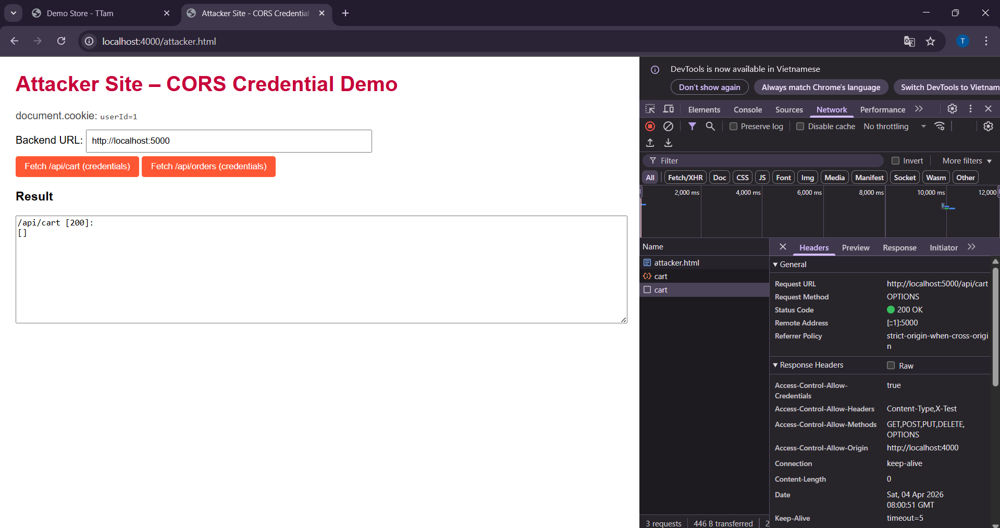 Demo Store - TTam
Attacker Site - CORS Credential
localhost:4000/attacker.html
T
Attacker Site – CORS Credential Demo
document.cookie: userId=1
Backend URL: http://localhost:5000
Fetch /api/cart (credentials) Fetch /api/orders (credentials)
Result
/api/cart [200]:
[]
DevTools is now available in Vietnamese
Don't show again Always match Chrome's language Switch DevTools to Vietnam
Elements Console Sources Network Performance
Preserve log Disable cache No throttling
Filter Invert More filters
All Fetch/XHR Doc CSS JS Font Img Media Manifest Socket Wasm Other
2,000 ms 4,000 ms 6,000 ms 8,000 ms 10,000 ms 12,000
Name
attacker.html
cart
cart
3 requests 446 B transferred 2
Headers Preview Response Initiator
General
Request URL http://localhost:5000/api/cart
Request Method OPTIONS
Status Code 200 OK
Remote Address [::1]:5000
Referrer Policy strict-origin-when-cross-origi
n
Response Headers Raw
Access-Control-Allow- true
Credentials
Access-Control-Allow-Headers Content-Type,X-Test
Access-Control-Allow-Methods GET,POST,PUT,DELETE,
OPTIONS
Access-Control-Allow-Origin http://localhost:4000
Connection keep-alive
Content-Length 0
Date Sat, 04 Apr 2026
08:00:51 GMT
Keep-Alive timeout=5